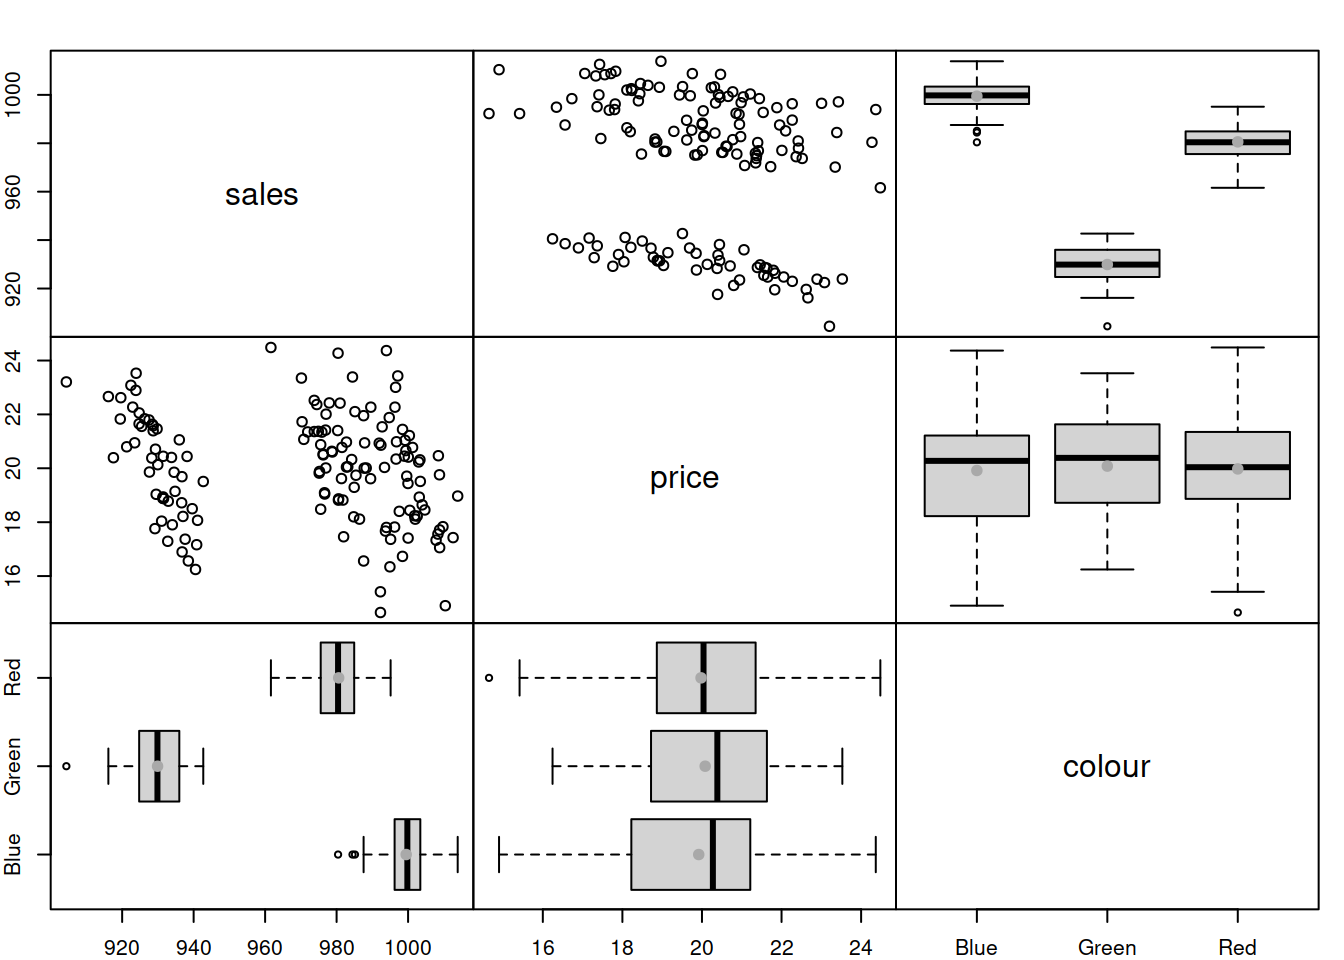 1000
960
920
sales
24
22
20
18
16
price
Red
Green
Blue
colour
920 940 960 980 1000
16 18 20 22 24
Blue Green Red